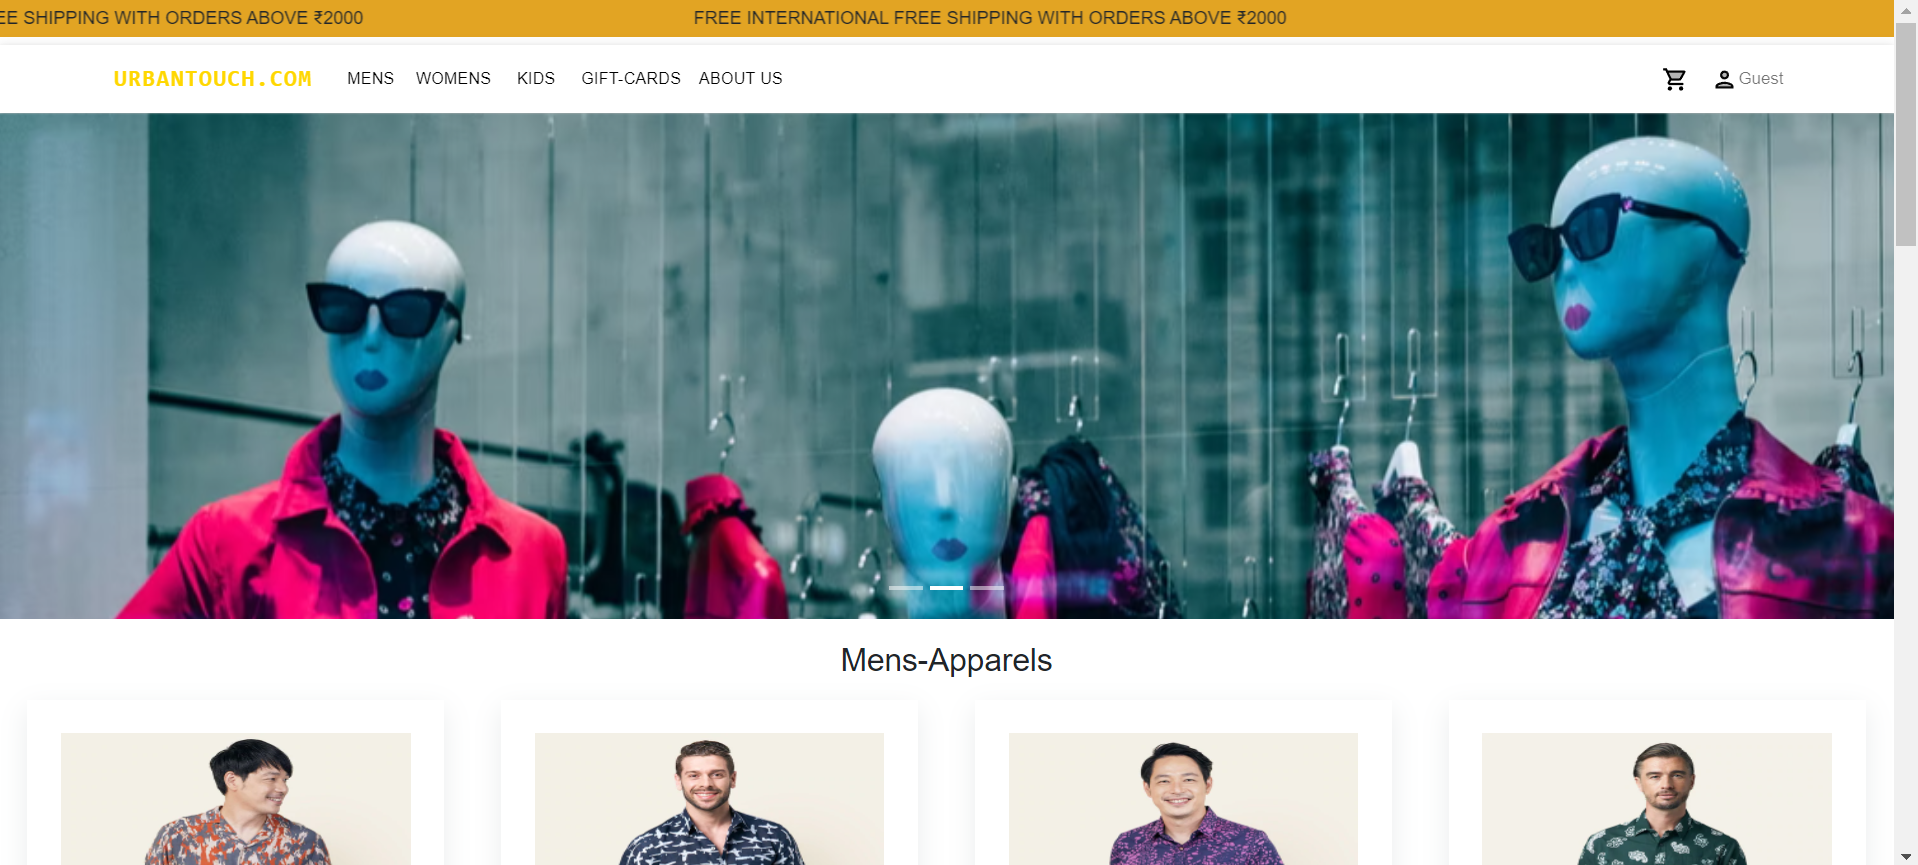 EE SHIPPING WITH ORDERS ABOVE ₹2000 FREE INTERNATIONAL FREE SHIPPING WITH ORDERS ABOVE ₹2000
URBANTOUCH.COM MENS WOMENS KIDS GIFT-CARDS ABOUT US Guest
Mens-Apparels